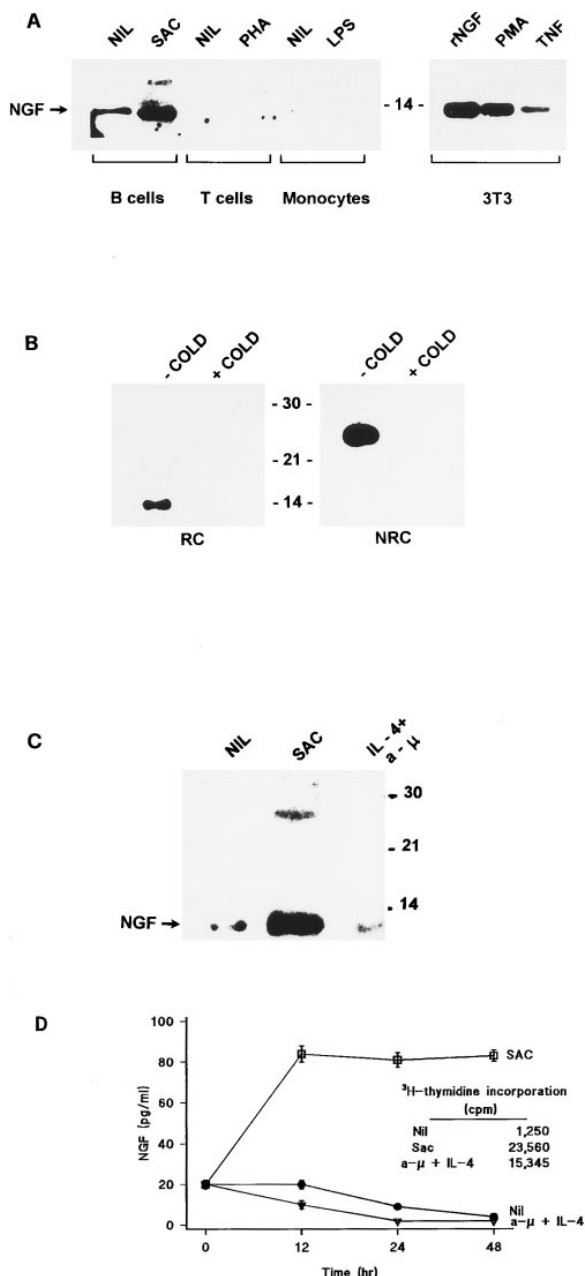 A
NIL SAC NIL PHA NIL LPS rNGF PMA TNF
NGF → - 14 -
B cells T cells Monocytes 3T3
B
- COLD + COLD - COLD + COLD
- 30 -
21
- 14 -
RC NRC
C
NIL SAC IL - 4+
a - μ
- 30
- 21
- 14
NGF →
D
100
80
60
40
20
0
NGF (pg/ml)
SAC
³H-thymidine incorporation
(cpm)
Nil 1,250
Sac 23,560
a-μ + IL-4 15,345
Nil
a-μ + IL-4
0 12 24 48
Time (hr)